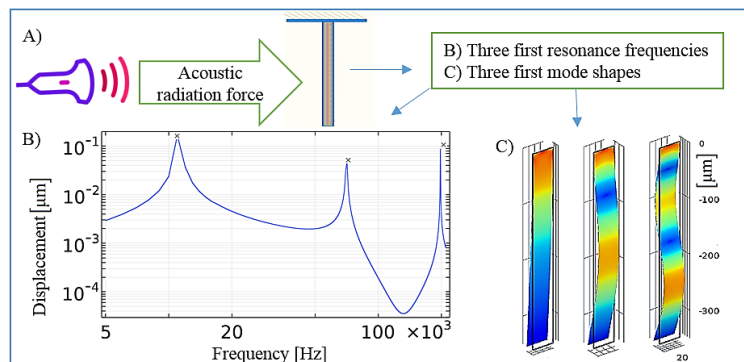 A)
Acoustic
radiation force
B) Three first resonance frequencies
C) Three first mode shapes
B)
Displacement [μm]
10⁻¹
10⁻²
10⁻³
10⁻⁴
5
20
100
×10³
Frequency [Hz]
C)
0
[μm]
-100
-200
-300
20